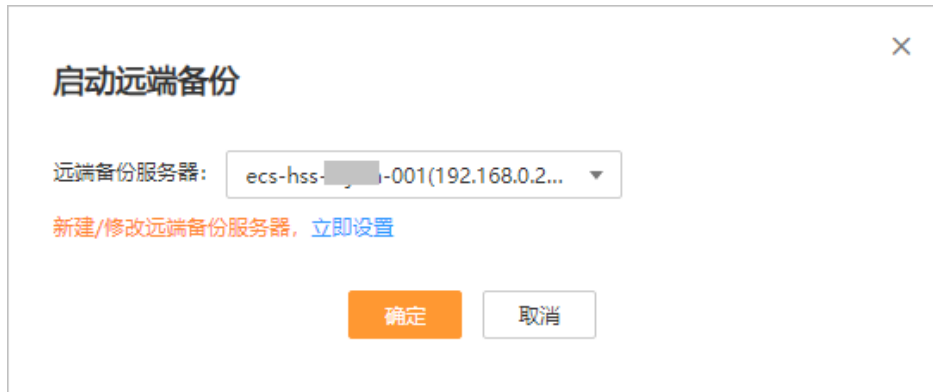 启动远端备份
远端备份服务器： ecs-hss- -001(192.168.0.2...
新建/修改远端备份服务器，立即设置
确定 取消